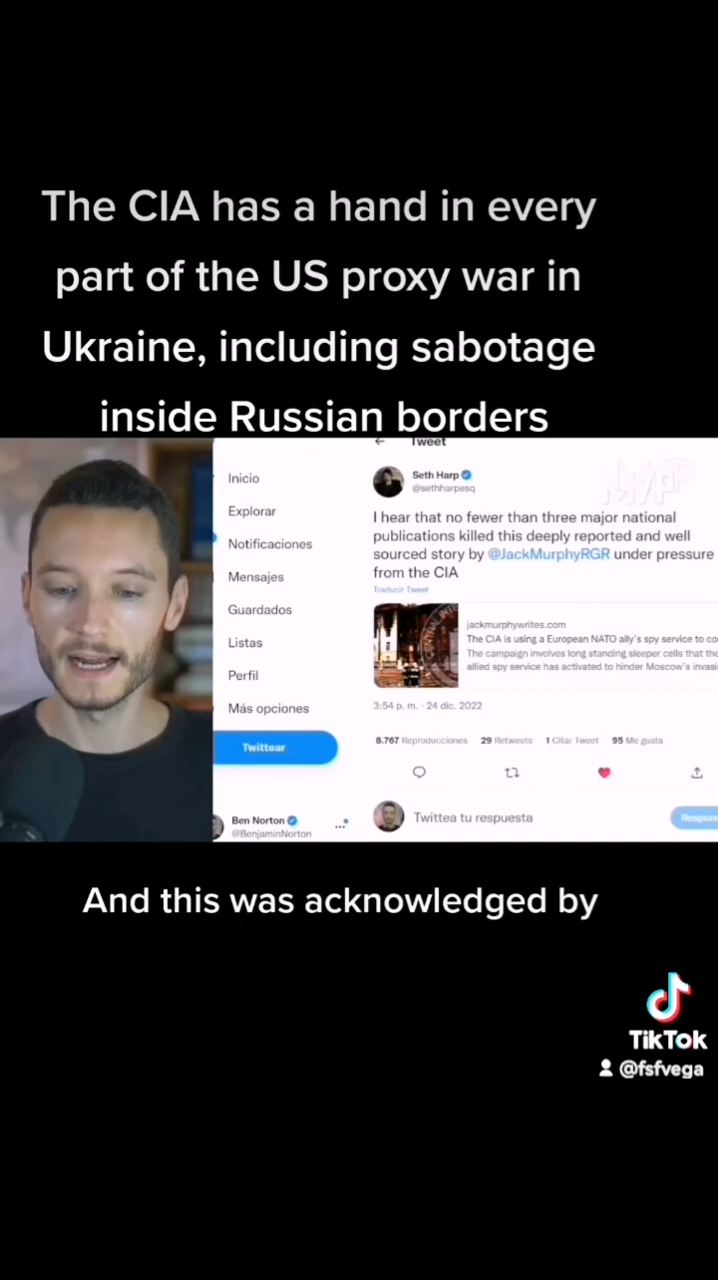 The CIA has a hand in every
part of the US proxy war in
Ukraine, including sabotage
inside Russian borders
Tweet
Inicio
Explorar
Notificaciones
Mensajes
Guardados
Listas
Perfil
Más opciones
Twittear
Ben Norton
@BenjaminNorton
Seth Harp
@sethharpesq
I hear that no fewer than three major national
publications killed this deeply reported and well
sourced story by @JackMurphyRGR under pressure
from the CIA
Traducir Tweet
jackmurphywrites.com
The CIA is using a European NATO ally's spy service to co
The campaign involves long standing sleeper cells that the
allied spy service has activated to hinder Moscow's invasi
3:54 p. m. · 24 dic. 2022
8.767 Reproducciones 29 Retweets 1 Citar Tweet 95 Me gusta
Twittea tu respuesta
Respon
And this was acknowledged by
TikTok
@fsfvega